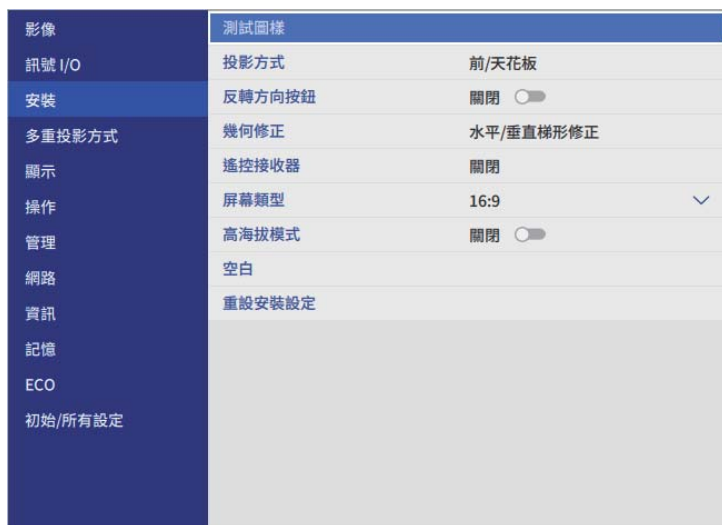 影像
訊號 I/O
安裝
多重投影方式
顯示
操作
管理
網路
資訊
記憶
ECO
初始/所有設定
測試圖樣
投影方式 前/天花板
反轉方向按鈕 關閉
幾何修正 水平/垂直梯形修正
遙控接收器 關閉
屏幕類型 16:9
高海拔模式 關閉
空白
重設安裝設定